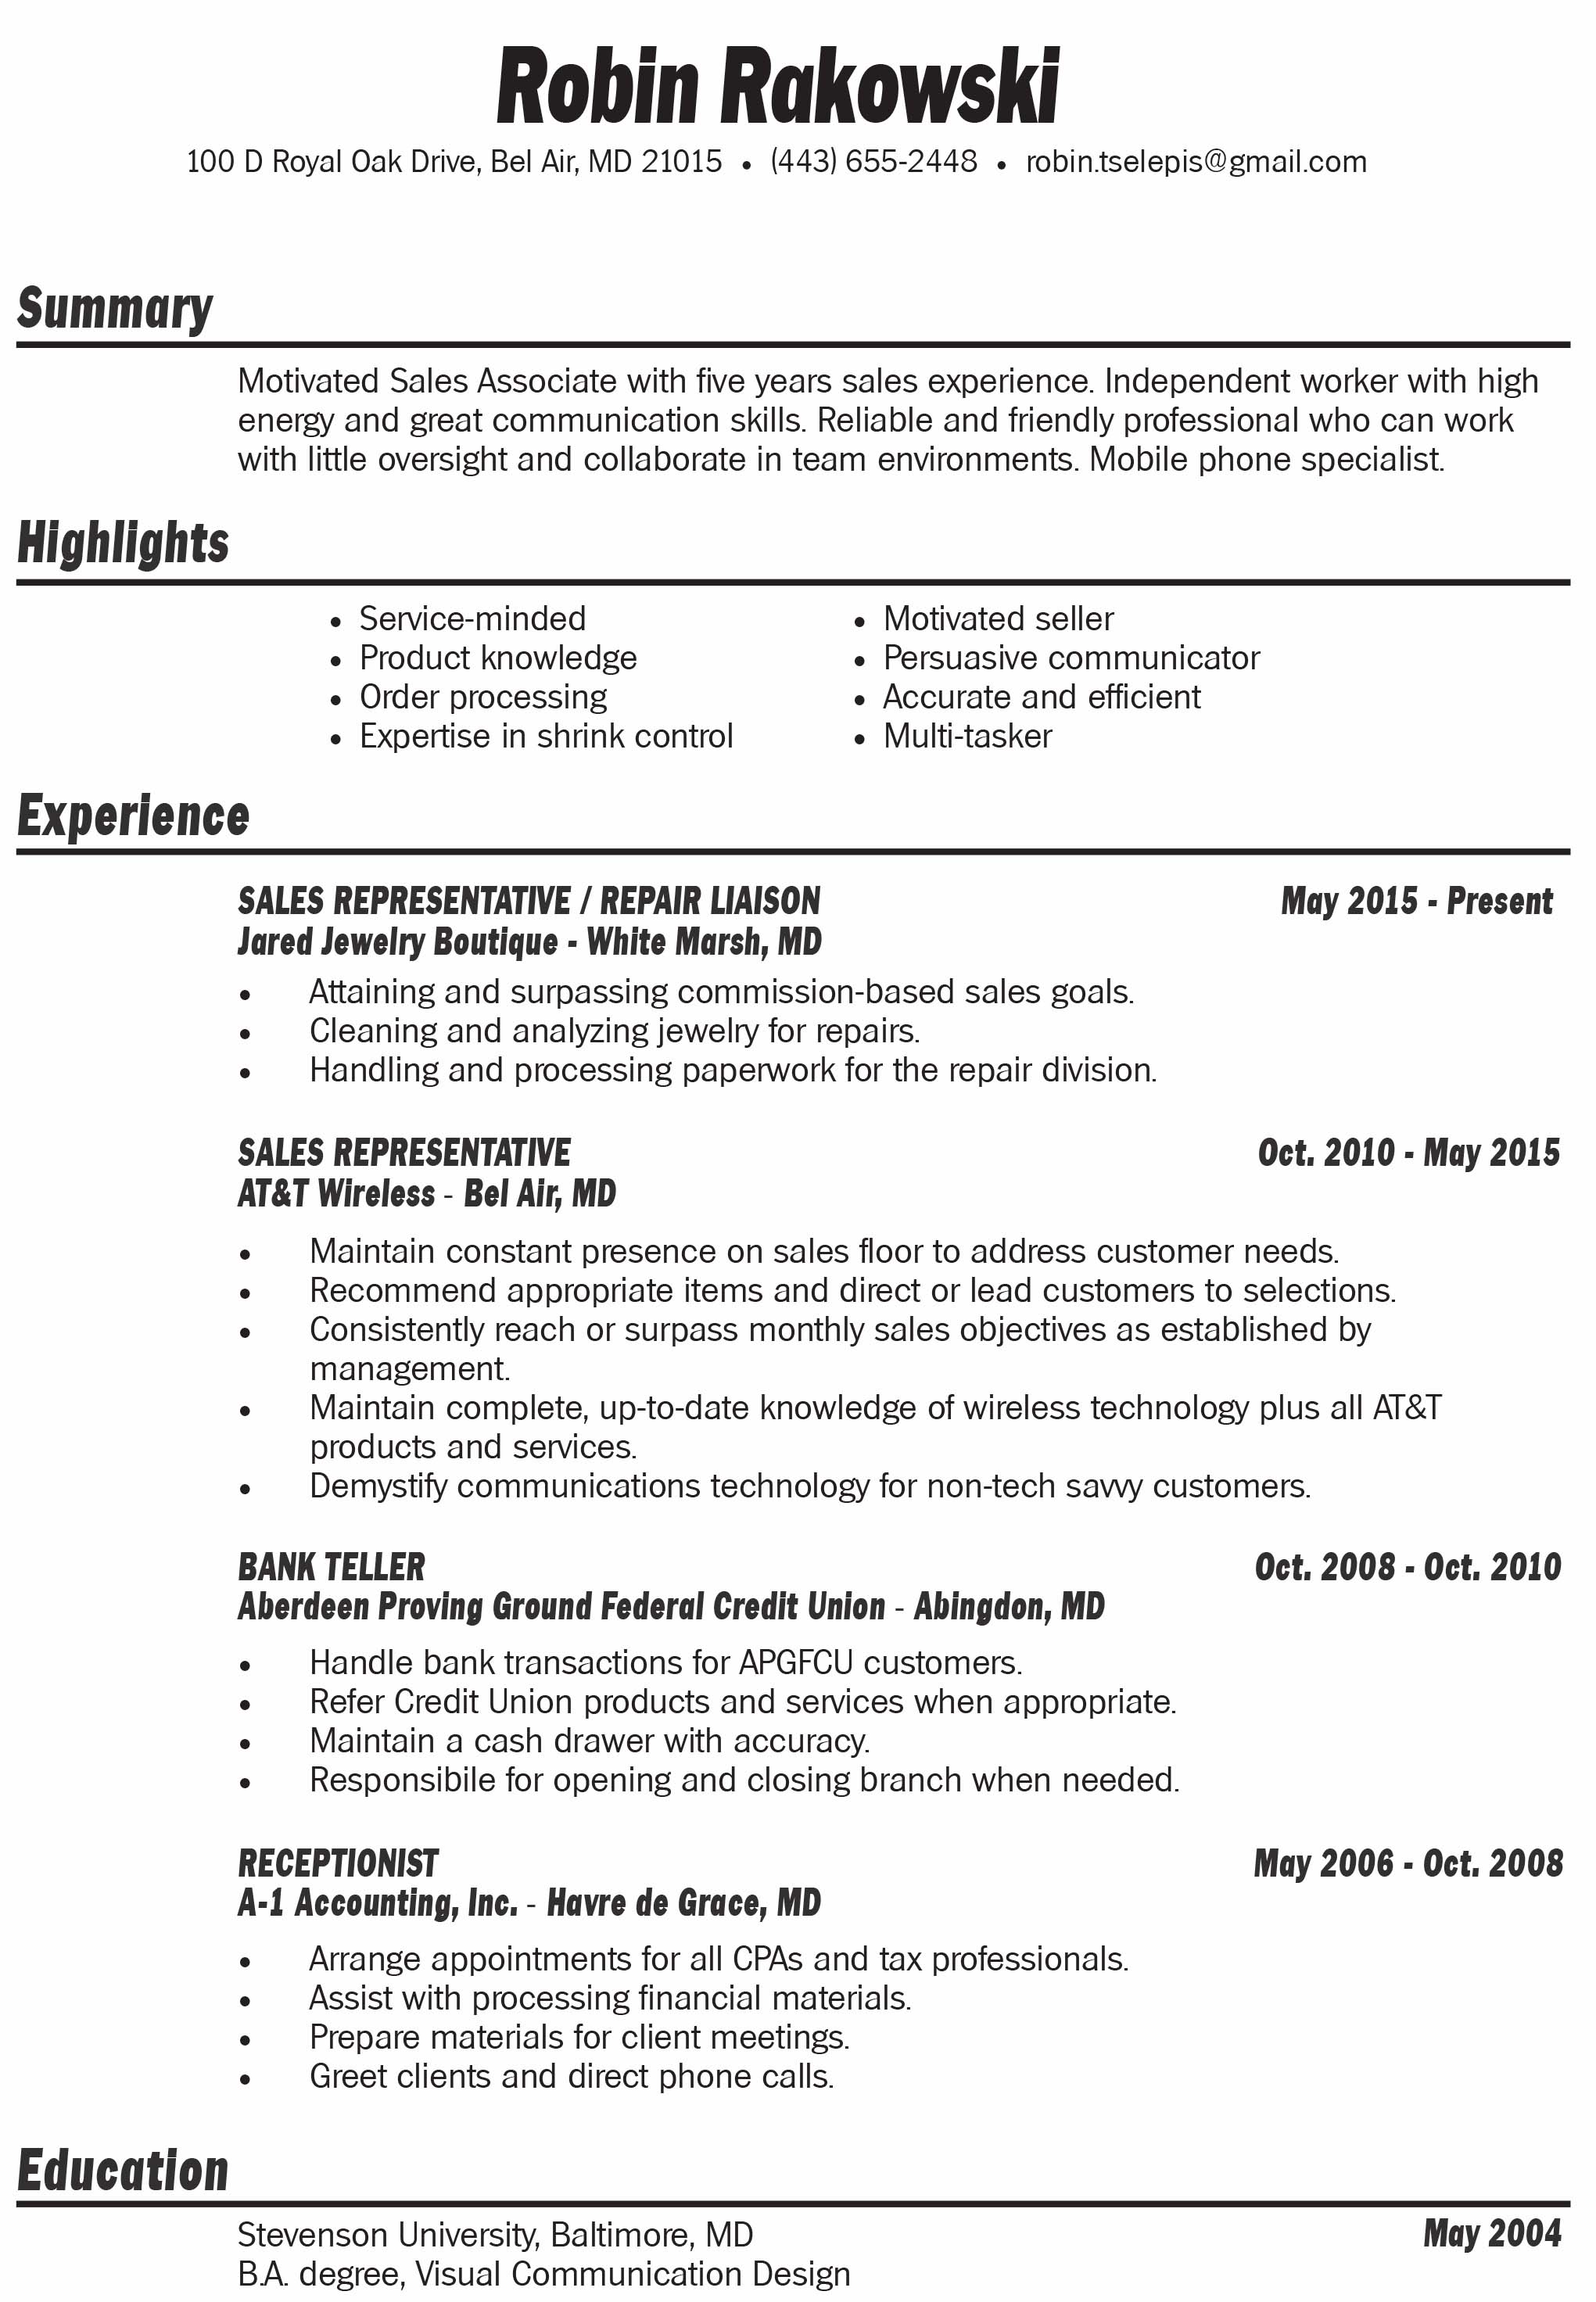 Robin Rakowski
100 D Royal Oak Drive, Bel Air, MD 21015 • (443) 655-2448 • robin.tselepis@gmail.com
Summary
Motivated Sales Associate with five years sales experience. Independent worker with high
energy and great communication skills. Reliable and friendly professional who can work
with little oversight and collaborate in team environments. Mobile phone specialist.
Highlights
• Service-minded
• Product knowledge
• Order processing
• Expertise in shrink control
• Motivated seller
• Persuasive communicator
• Accurate and efficient
• Multi-tasker
Experience
SALES REPRESENTATIVE / REPAIR LIAISON May 2015 - Present
Jared Jewelry Boutique - White Marsh, MD
• Attaining and surpassing commission-based sales goals.
• Cleaning and analyzing jewelry for repairs.
• Handling and processing paperwork for the repair division.
SALES REPRESENTATIVE Oct. 2010 - May 2015
AT&T Wireless - Bel Air, MD
• Maintain constant presence on sales floor to address customer needs.
• Recommend appropriate items and direct or lead customers to selections.
• Consistently reach or surpass monthly sales objectives as established by
management.
• Maintain complete, up-to-date knowledge of wireless technology plus all AT&T
products and services.
• Demystify communications technology for non-tech savvy customers.
BANK TELLER Oct. 2008 - Oct. 2010
Aberdeen Proving Ground Federal Credit Union - Abingdon, MD
• Handle bank transactions for APGFCU customers.
• Refer Credit Union products and services when appropriate.
• Maintain a cash drawer with accuracy.
• Responsibile for opening and closing branch when needed.
RECEPTIONIST May 2006 - Oct. 2008
A-1 Accounting, Inc. - Havre de Grace, MD
• Arrange appointments for all CPAs and tax professionals.
• Assist with processing financial materials.
• Prepare materials for client meetings.
• Greet clients and direct phone calls.
Education
Stevenson University, Baltimore, MD May 2004
B.A. degree, Visual Communication Design